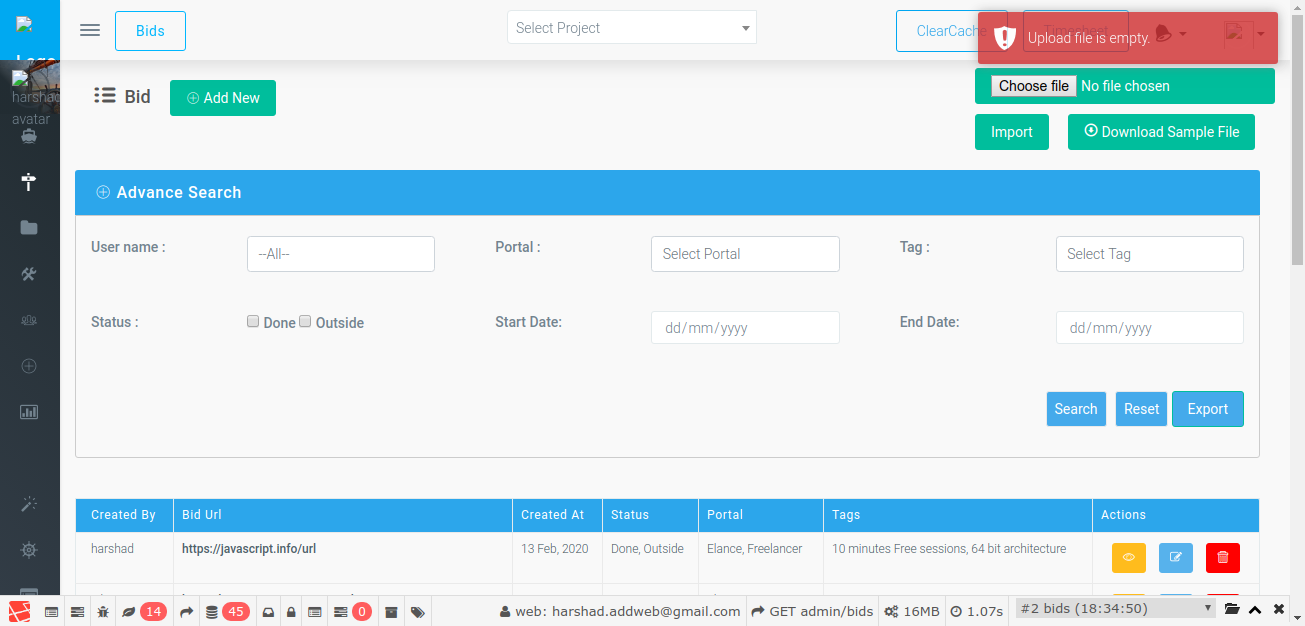 Bids
Select Project
ClearCache
Upload file is empty.
harshad
avatar
Bid
Add New
Choose file No file chosen
Import
Download Sample File
Advance Search
User name :
--All--
Portal :
Select Portal
Tag :
Select Tag
Status :
Done Outside
Start Date:
dd/mm/yyyy
End Date:
dd/mm/yyyy
Search
Reset
Export
Created By Bid Url Created At Status Portal Tags Actions
harshad https://javascript.info/url 13 Feb, 2020 Done, Outside Elance, Freelancer 10 minutes Free sessions, 64 bit architecture
14 45 0 web: harshad.addweb@gmail.com GET admin/bids 16MB 1.07s #2 bids (18:34:50)